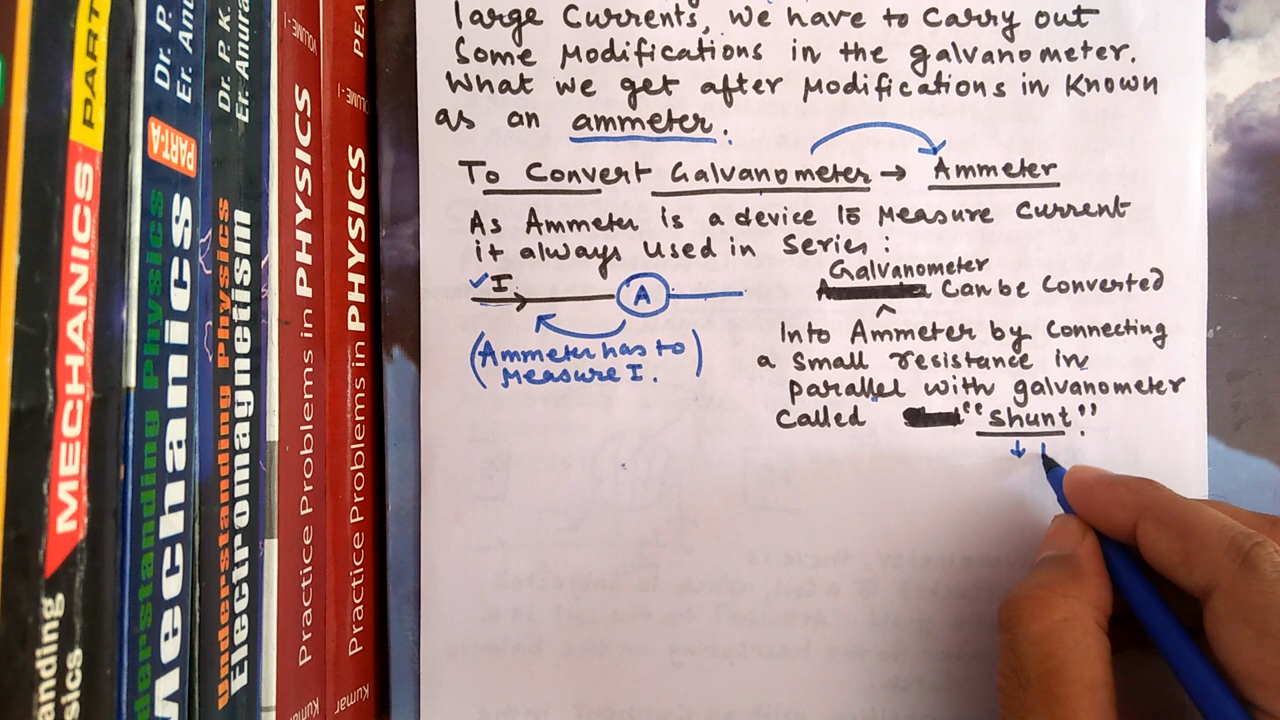 MECHANICS PART
anding
sics
Understanding Physics
Mechanics PART-A
Dr. P.
Er. Anu
Understanding Physics
Electromagnetism
Dr. P. K.
Er. Anura
Practice Problems in PHYSICS
VOLUME - I
Kumar
Practice Problems in PHYSICS
VOLUME - I
PEA
Kumar
large Currents, we have to Carry out
Some Modifications in the galvanometer.
What we get after Modifications in Known
as an ammeter.
To Convert Galvanometer → Ammeter
As Ammeter is a device to Measure Current
it always used in Series:
I
A
(Ammeter has to
Measure I.)
Galvanometer
Can be Converted
Into Ammeter by Connecting
a Small resistance in
parallel with galvanometer
Called "Shunt".